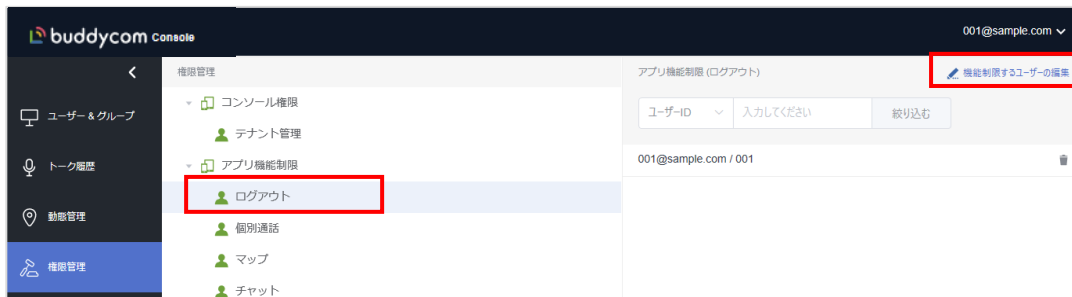 buddycom Console
001@sample.com
権限管理
アプリ機能制限 (ログアウト)
機能制限するユーザーの編集
ユーザー＆グループ
トーク履歴
動態管理
権限管理
コンソール権限
テナント管理
アプリ機能制限
ログアウト
個別通話
マップ
チャット
ユーザーID
入力してください
絞り込む
001@sample.com / 001